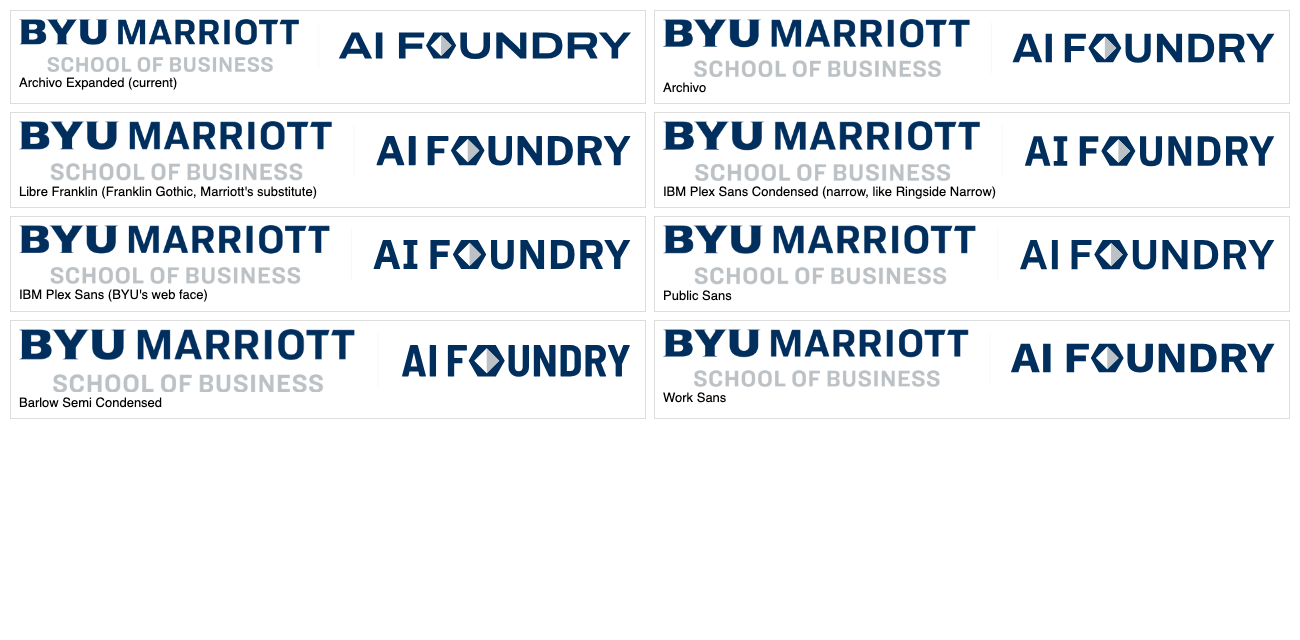 BYU MARRIOTT AI FOUNDRY
SCHOOL OF BUSINESS
Archivo Expanded (current)
BYU MARRIOTT AI FOUNDRY
SCHOOL OF BUSINESS
Archivo
BYU MARRIOTT AI FOUNDRY
SCHOOL OF BUSINESS
Libre Franklin (Franklin Gothic, Marriott's substitute)
BYU MARRIOTT AI FOUNDRY
SCHOOL OF BUSINESS
IBM Plex Sans Condensed (narrow, like Ringside Narrow)
BYU MARRIOTT AI FOUNDRY
SCHOOL OF BUSINESS
IBM Plex Sans (BYU's web face)
BYU MARRIOTT AI FOUNDRY
SCHOOL OF BUSINESS
Public Sans
BYU MARRIOTT AI FOUNDRY
SCHOOL OF BUSINESS
Barlow Semi Condensed
BYU MARRIOTT AI FOUNDRY
SCHOOL OF BUSINESS
Work Sans